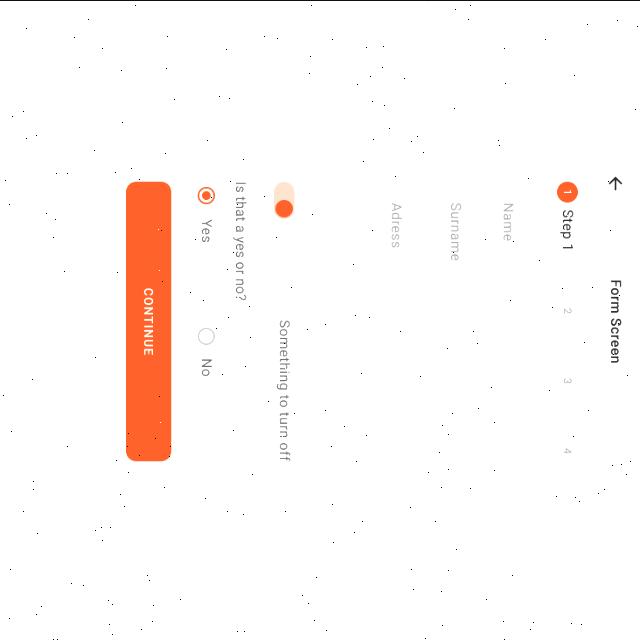 Form Screen
1 Step 1 2 3 4
Name
Surname
Adress
Something to turn off
Is that a yes or no?
Yes No
CONTINUE